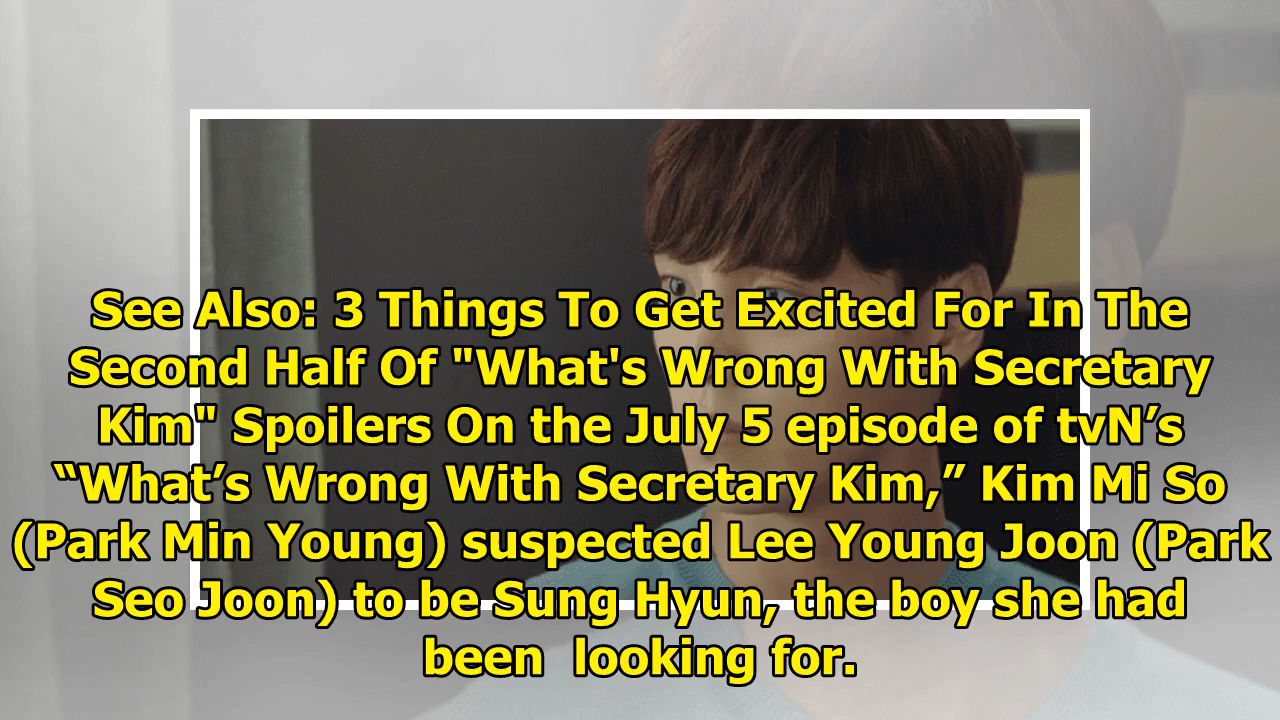 See Also: 3 Things To Get Excited For In The
Second Half Of "What's Wrong With Secretary
Kim" Spoilers On the July 5 episode of tvN’s
“What’s Wrong With Secretary Kim,” Kim Mi So
(Park Min Young) suspected Lee Young Joon (Park
Seo Joon) to be Sung Hyun, the boy she had
been  looking for.